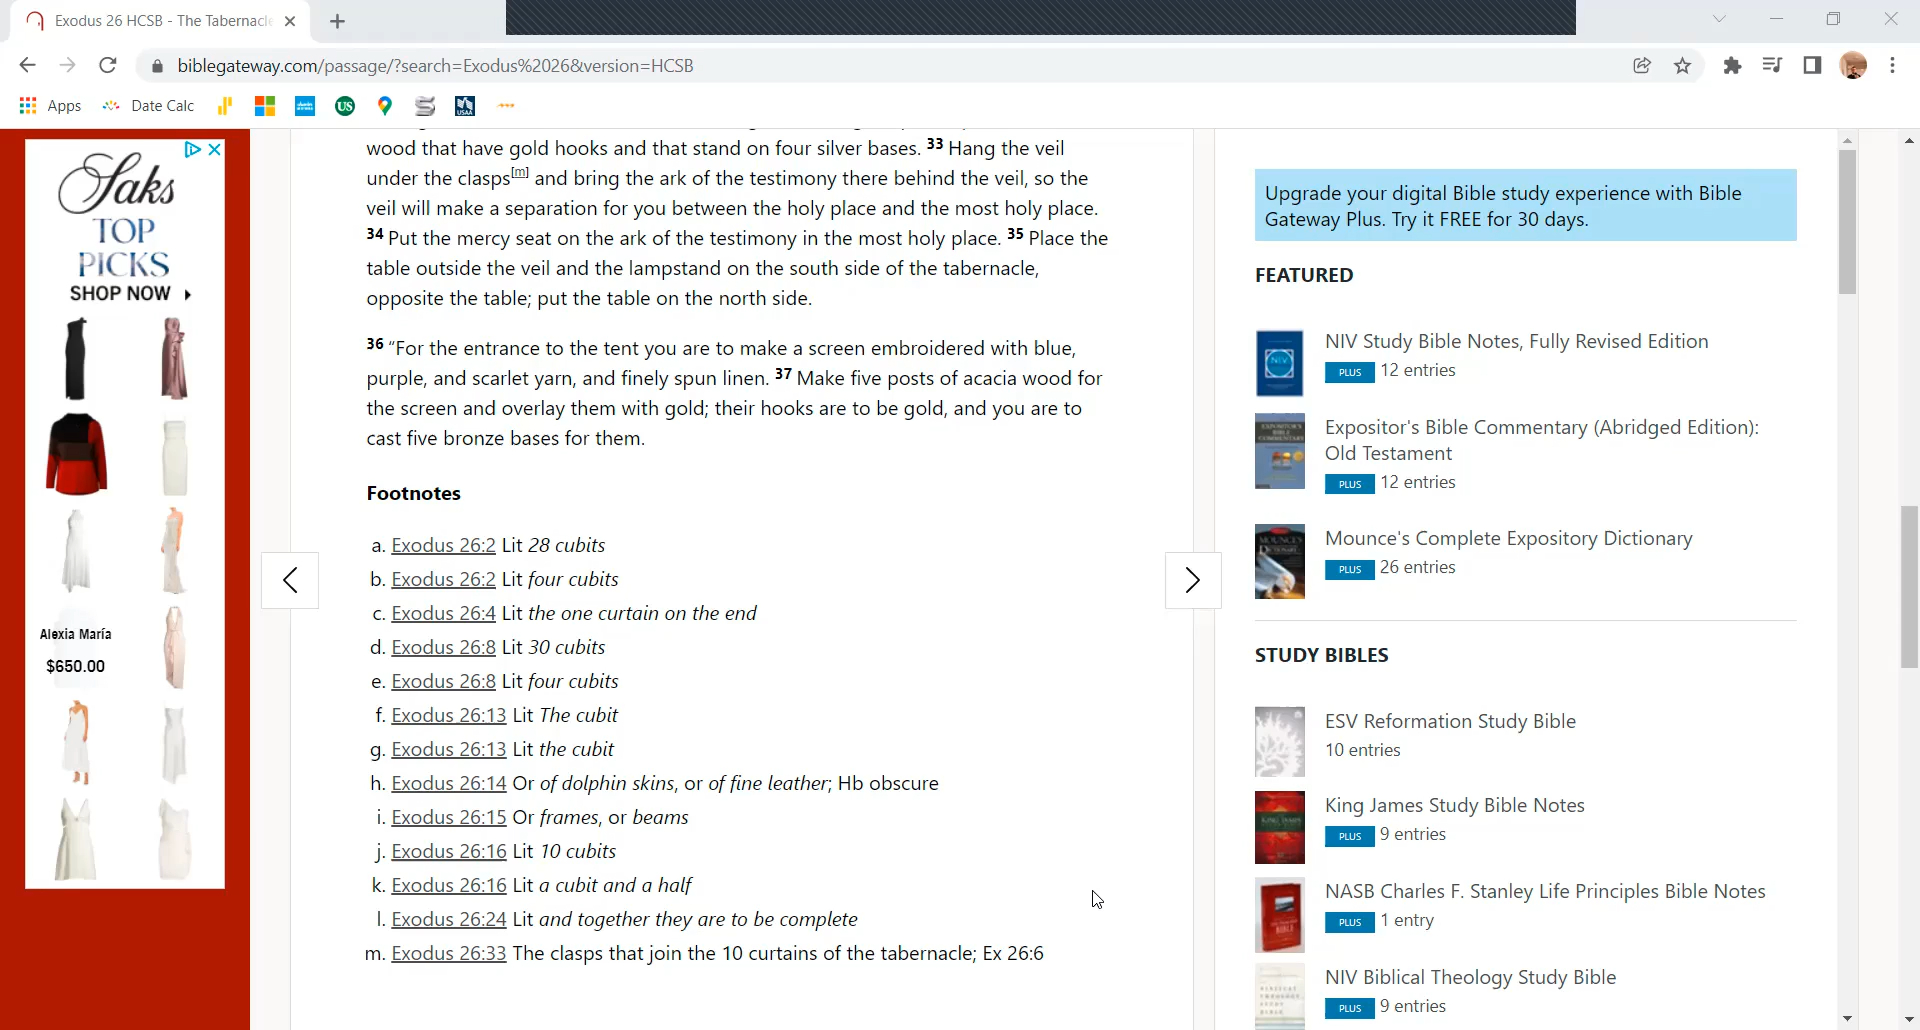 Exodus 26 HCSB - The Tabernacle
biblegateway.com/passage/?search=Exodus%2026&version=HCSB
Apps
Date Calc
US
USAA
Saks
TOP
PICKS
SHOP NOW
Alexia María
$650.00
wood that have gold hooks and that stand on four silver bases. 33 Hang the veil
under the clasps[m] and bring the ark of the testimony there behind the veil, so the
veil will make a separation for you between the holy place and the most holy place.
34 Put the mercy seat on the ark of the testimony in the most holy place. 35 Place the
table outside the veil and the lampstand on the south side of the tabernacle,
opposite the table; put the table on the north side.
36 “For the entrance to the tent you are to make a screen embroidered with blue,
purple, and scarlet yarn, and finely spun linen. 37 Make five posts of acacia wood for
the screen and overlay them with gold; their hooks are to be gold, and you are to
cast five bronze bases for them.
Footnotes
a. Exodus 26:2 Lit 28 cubits
b. Exodus 26:2 Lit four cubits
c. Exodus 26:4 Lit the one curtain on the end
d. Exodus 26:8 Lit 30 cubits
e. Exodus 26:8 Lit four cubits
f. Exodus 26:13 Lit The cubit
g. Exodus 26:13 Lit the cubit
h. Exodus 26:14 Or of dolphin skins, or of fine leather; Hb obscure
i. Exodus 26:15 Or frames, or beams
j. Exodus 26:16 Lit 10 cubits
k. Exodus 26:16 Lit a cubit and a half
l. Exodus 26:24 Lit and together they are to be complete
m. Exodus 26:33 The clasps that join the 10 curtains of the tabernacle; Ex 26:6
Upgrade your digital Bible study experience with Bible
Gateway Plus. Try it FREE for 30 days.
FEATURED
NIV
NIV Study Bible Notes, Fully Revised Edition
PLUS 12 entries
Expositor's Bible Commentary (Abridged Edition):
Old Testament
PLUS 12 entries
Mounce's Complete Expository Dictionary
PLUS 26 entries
STUDY BIBLES
ESV Reformation Study Bible
10 entries
King James Study Bible Notes
PLUS 9 entries
NASB Charles F. Stanley Life Principles Bible Notes
PLUS 1 entry
NIV Biblical Theology Study Bible
PLUS 9 entries